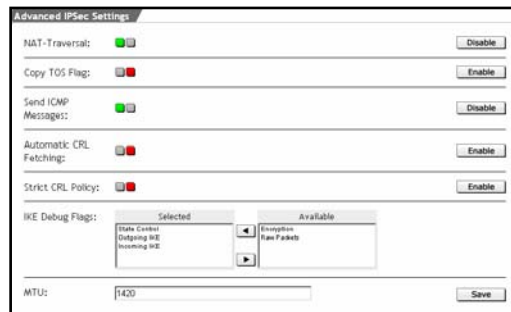 Advanced IPSec Settings
NAT-Traversal:
Disable
Copy TOS Flag:
Enable
Send ICMP
Messages:
Disable
Automatic CRL
Fetching:
Enable
Strict CRL Policy:
Enable
IKE Debug Flags:
Selected
Available
State Control
Outgoing IKE
Incoming IKE
Encryption
Raw Packets
MTU:
1420
Save